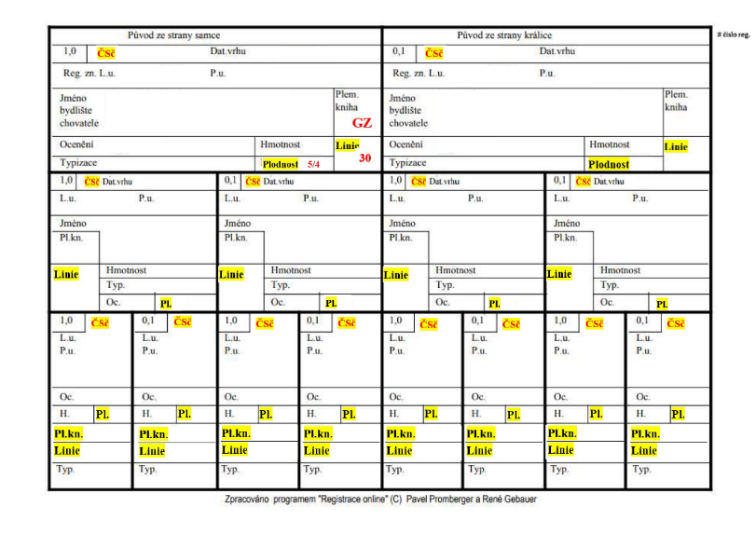 Původ ze strany samce Původ ze strany králice # číslo reg.
1,0 ČSč Dat.vrhu 0,1 ČSč Dat.vrhu
Reg. zn. L.u. P.u. Reg. zn. L.u. P.u.
Jméno Plem. Jméno Plem.
bydliště kniha bydliště kniha
chovatele GZ chovatele
Ocenění Hmotnost Linie Ocenění Hmotnost Linie
Typizace Plodnost 5/4 30 Typizace Plodnost
1,0 ČSč Dat.vrhu 0,1 ČSč Dat.vrhu 1,0 ČSč Dat.vrhu 0,1 ČSč Dat.vrhu
L.u. P.u. L.u. P.u. L.u. P.u. L.u. P.u.
Jméno Jméno Jméno Jméno
Pl.kn. Pl.kn. Pl.kn. Pl.kn.
Linie Hmotnost Linie Hmotnost Linie Hmotnost Linie Hmotnost
Typ. Typ. Typ. Typ.
Oc. Pl. Oc. Pl. Oc. Pl. Oc. Pl.
1,0 ČSč 0,1 ČSč 1,0 ČSč 0,1 ČSč 1,0 ČSč 0,1 ČSč 1,0 ČSč 0,1 ČSč
L.u. L.u. L.u. L.u. L.u. L.u. L.u. L.u.
P.u. P.u. P.u. P.u. P.u. P.u. P.u. P.u.
Oc. Oc. Oc. Oc. Oc. Oc. Oc. Oc.
H. Pl. H. Pl. H. Pl. H. Pl. H. Pl. H. Pl. H. Pl. H. Pl.
Pl.kn. Pl.kn. Pl.kn. Pl.kn. Pl.kn. Pl.kn. Pl.kn. Pl.kn.
Linie Linie Linie Linie Linie Linie Linie Linie
Typ. Typ. Typ. Typ. Typ. Typ. Typ. Typ.
Zpracováno programem "Registrace online" (C) Pavel Promberger a René Gebauer